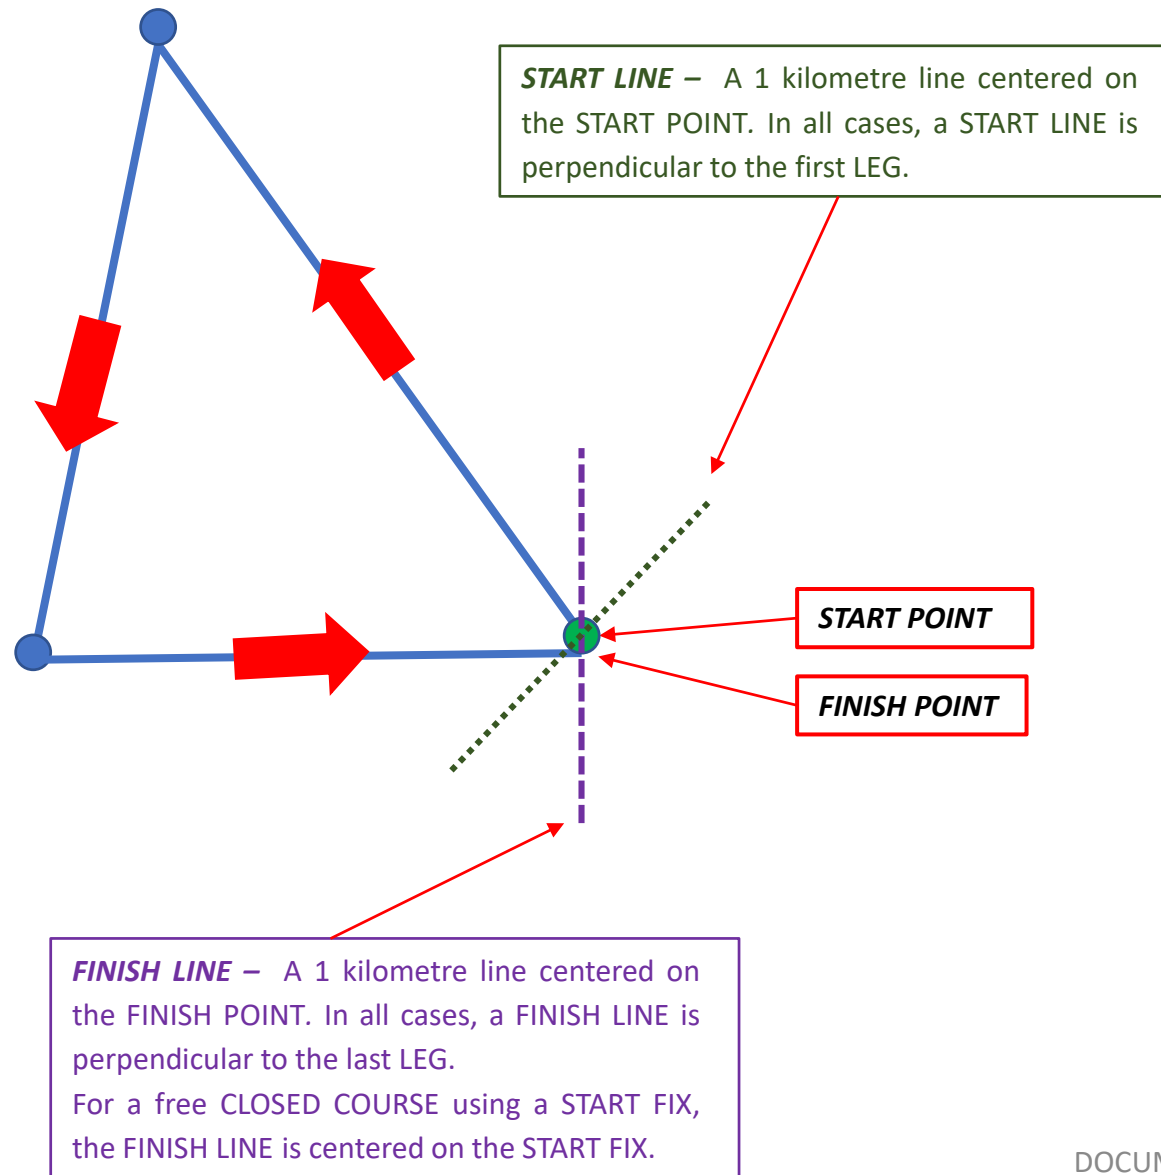 START LINE – A 1 kilometre line centered on
the START POINT. In all cases, a START LINE is
perpendicular to the first LEG.
START POINT
FINISH POINT
FINISH LINE – A 1 kilometre line centered on
the FINISH POINT. In all cases, a FINISH LINE is
perpendicular to the last LEG.
For a free CLOSED COURSE using a START FIX,
the FINISH LINE is centered on the START FIX.